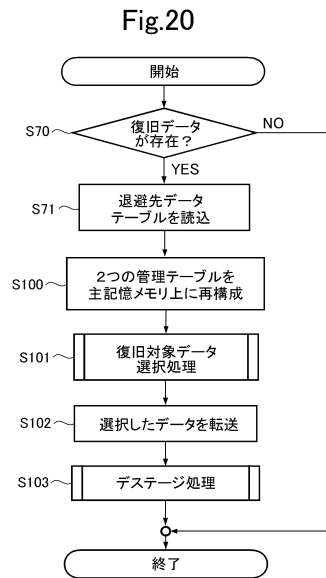 Fig.20
開始
S70
復旧データ
が存在？
NO
YES
S71
退避先データ
テーブルを読込
S100
２つの管理テーブルを
主記憶メモリ上に再構成
S101
復旧対象データ
選択処理
S102
選択したデータを転送
S103
デステージ処理
終了